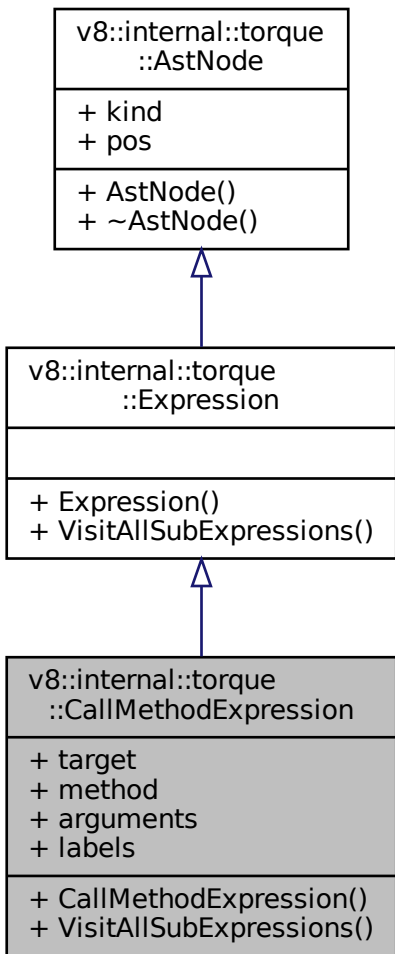 v8::internal::torque
::AstNode
+ kind
+ pos
+ AstNode()
+ ~AstNode()
v8::internal::torque
::Expression
+ Expression()
+ VisitAllSubExpressions()
v8::internal::torque
::CallMethodExpression
+ target
+ method
+ arguments
+ labels
+ CallMethodExpression()
+ VisitAllSubExpressions()